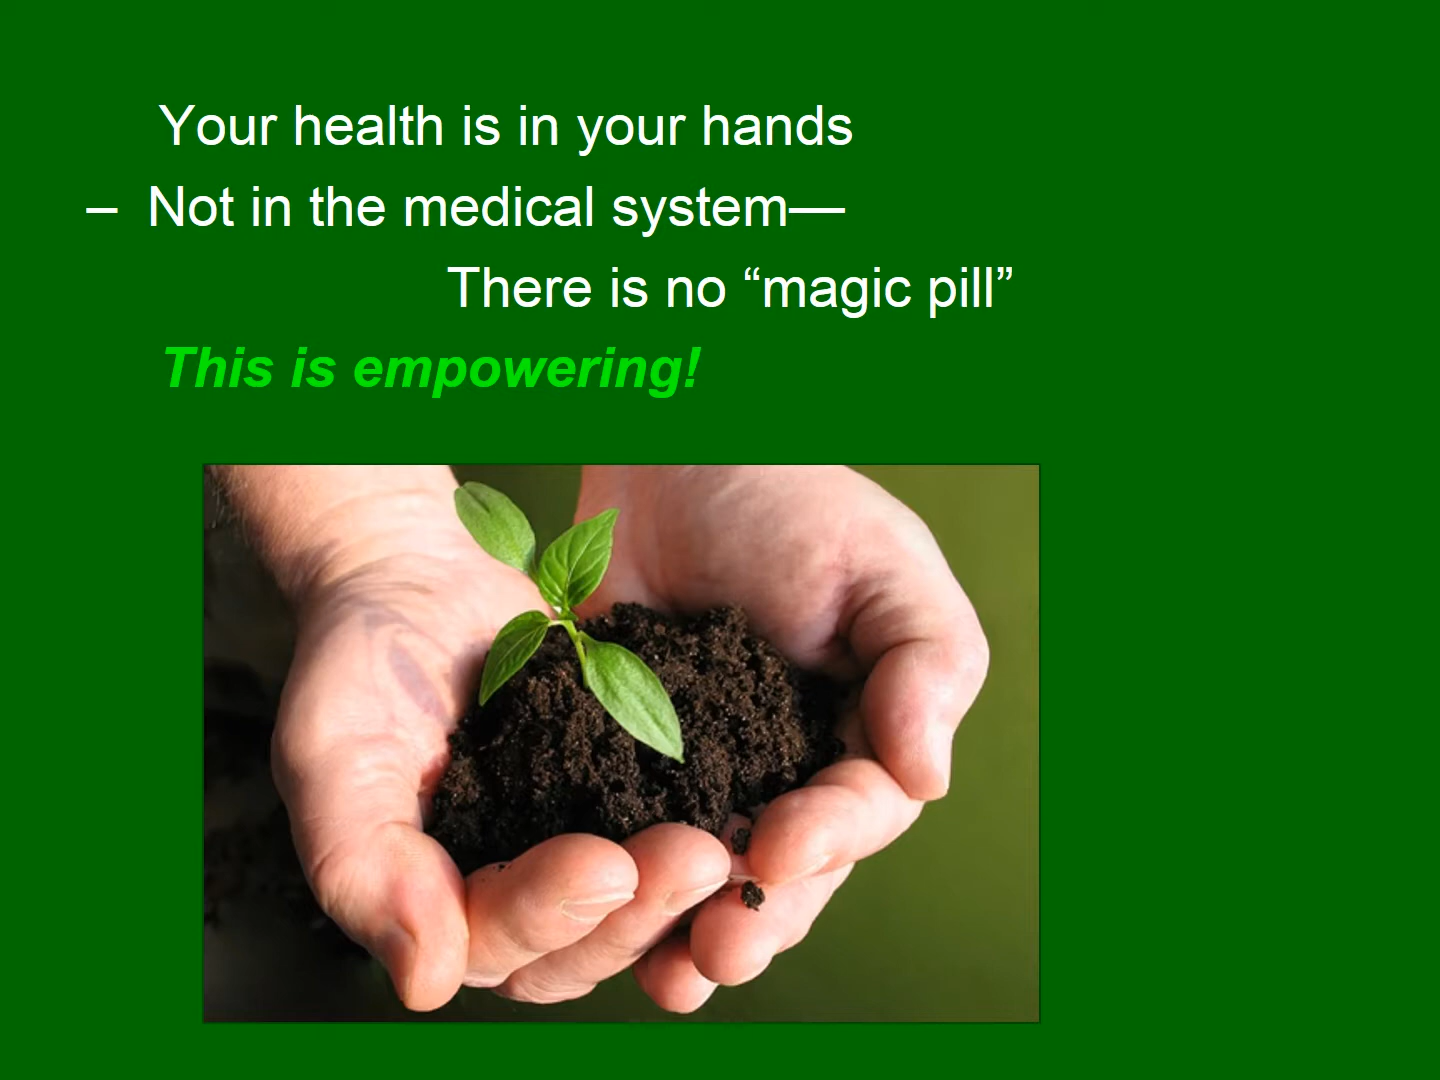 Your health is in your hands
– Not in the medical system—
There is no “magic pill”
This is empowering!